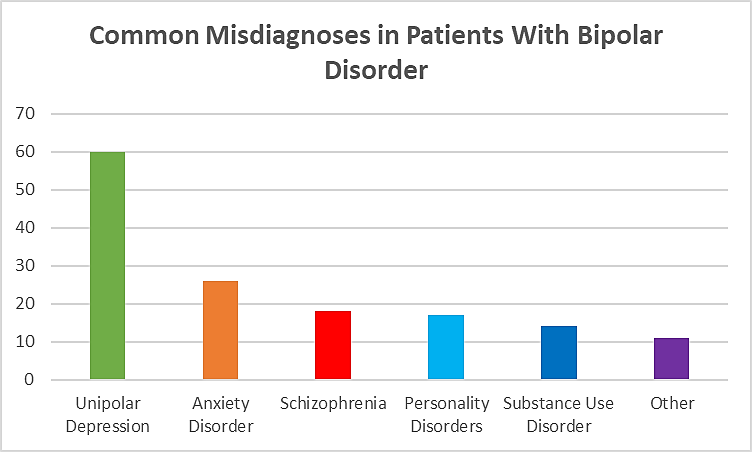 Common Misdiagnoses in Patients With Bipolar
Disorder
70
60
50
40
30
20
10
0
Unipolar
Depression
Anxiety
Disorder
Schizophrenia
Personality
Disorders
Substance Use
Disorder
Other